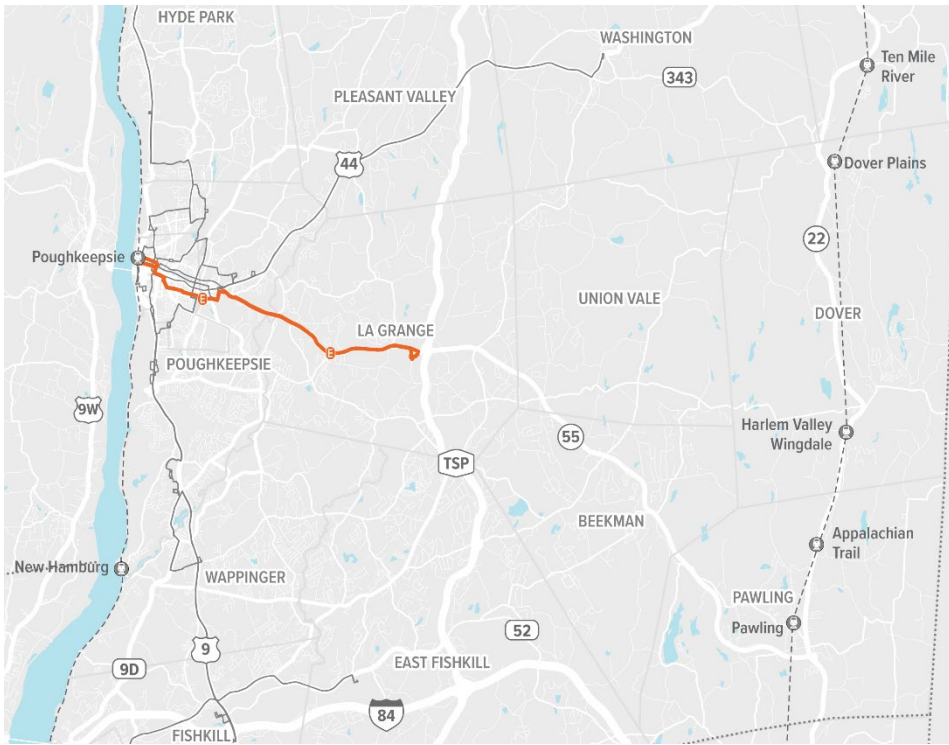 HYDE PARK
WASHINGTON
Ten Mile
River
343
PLEASANT VALLEY
44
Dover Plains
22
Poughkeepsie
E
UNION VALE
DOVER
LA GRANGE
E
POUGHKEEPSIE
9W
Harlem Valley
Wingdale
55
TSP
BEEKMAN
Appalachian
Trail
New Hamburg
WAPPINGER
PAWLING
Pawling
52
9
9D
EAST FISHKILL
84
FISHKILL